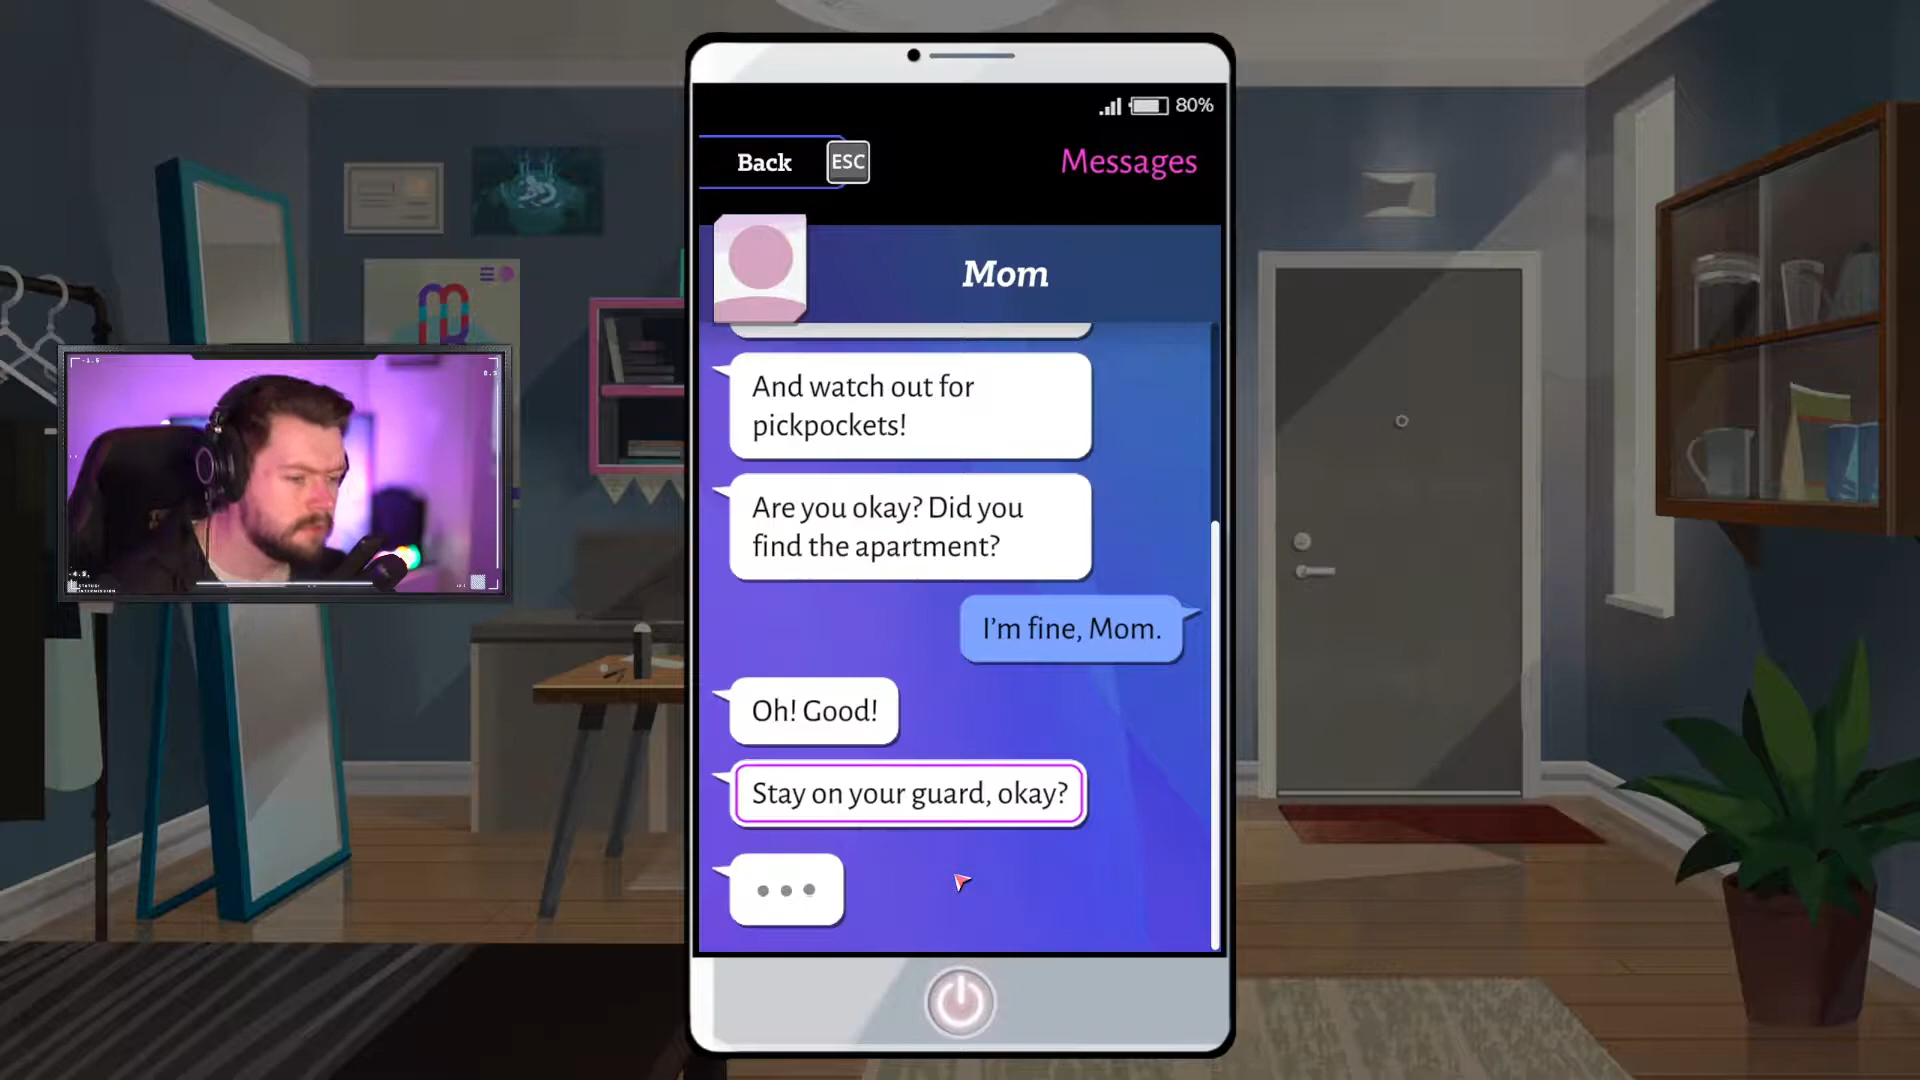 80%
Back
ESC
Messages
Mom
And watch out for
pickpockets!
Are you okay? Did you
find the apartment?
I'm fine, Mom.
Oh! Good!
Stay on your guard, okay?